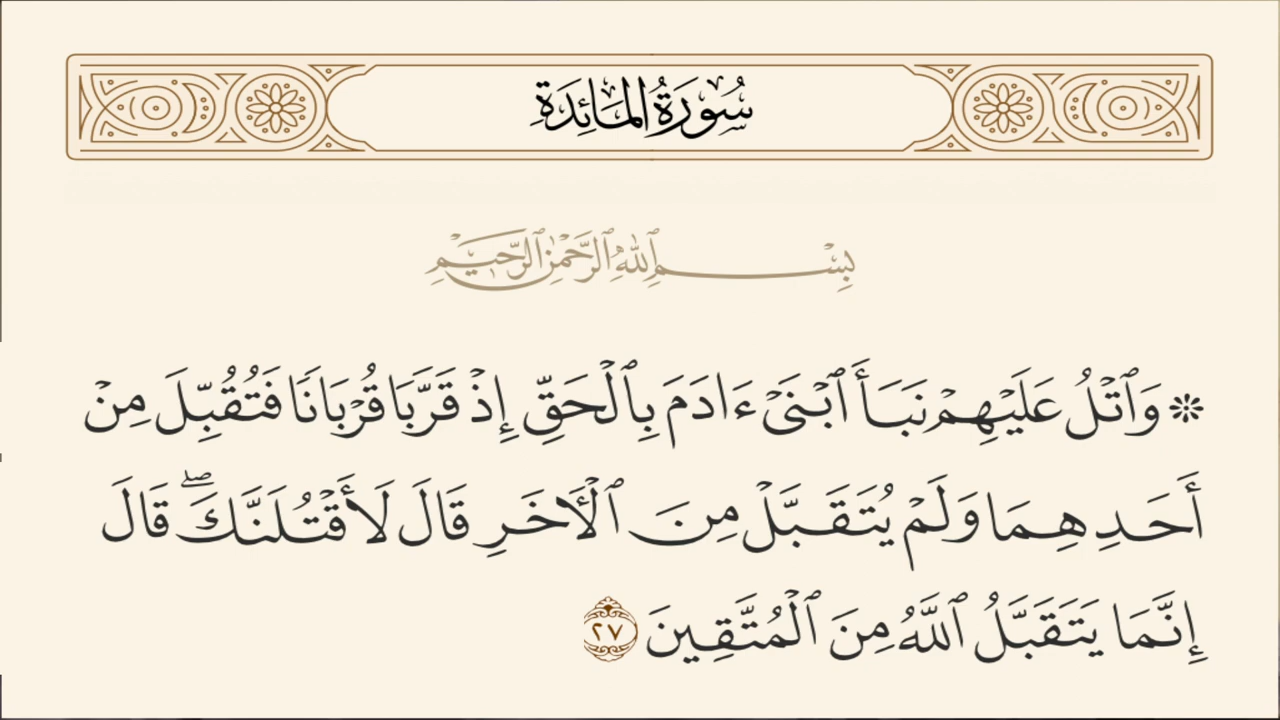 سُورَةُ المَائِدَةِ
بِسْمِ ٱللَّهِ ٱلرَّحْمَٰنِ ٱلرَّحِيمِ
۞ وَٱتْلُ عَلَيْهِمْ نَبَأَ ٱبْنَىْ ءَادَمَ بِٱلْحَقِّ إِذْ قَرَّبَا قُرْبَانًا فَتُقُبِّلَ مِنْ
أَحَدِهِمَا وَلَمْ يُتَقَبَّلْ مِنَ ٱلْـَٔاخَرِ قَالَ لَأَقْتُلَنَّكَ ۖ قَالَ
إِنَّمَا يَتَقَبَّلُ ٱللَّهُ مِنَ ٱلْمُتَّقِينَ ٢٧